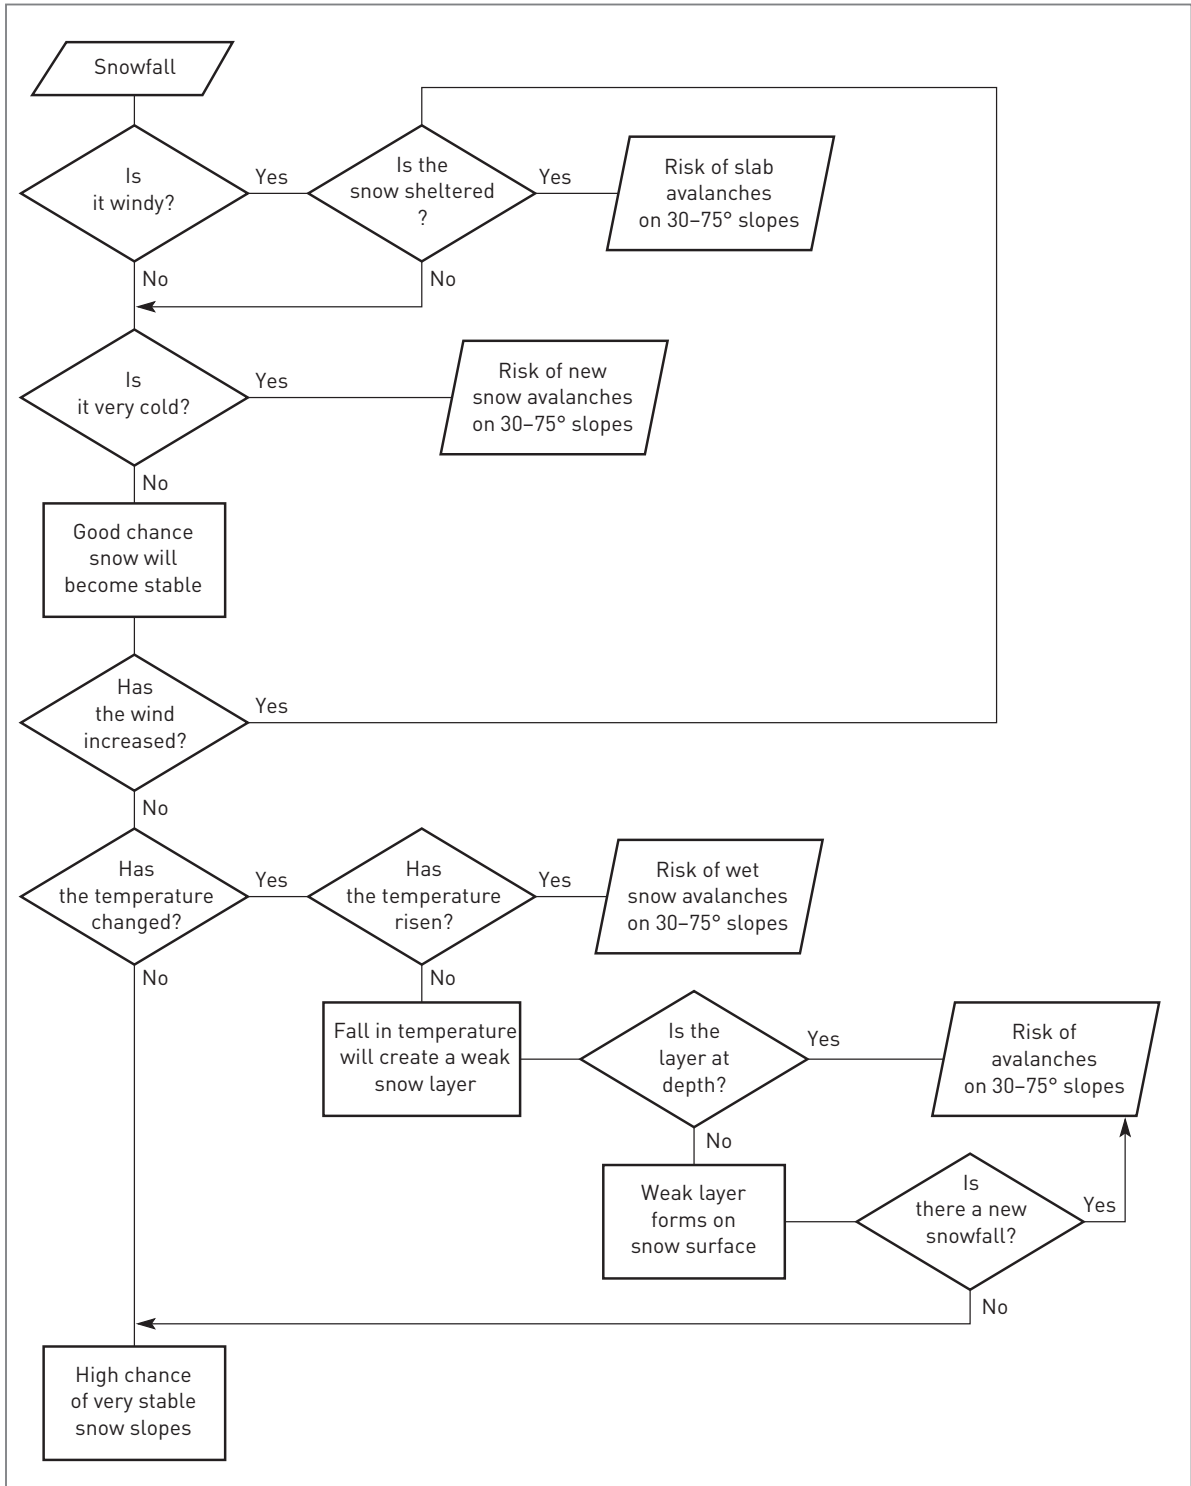 Snowfall
Is
it windy?
Yes
Is the
snow sheltered
?
Yes
Risk of slab
avalanches
on 30–75° slopes
No
No
Is
it very cold?
Yes
Risk of new
snow avalanches
on 30–75° slopes
No
Good chance
snow will
become stable
Has
the wind
increased?
Yes
No
Has
the temperature
changed?
Yes
Has
the temperature
risen?
Yes
Risk of wet
snow avalanches
on 30–75° slopes
No
No
Fall in temperature
will create a weak
snow layer
Is the
layer at
depth?
Yes
Risk of
avalanches
on 30–75° slopes
No
Weak layer
forms on
snow surface
Is
there a new
snowfall?
Yes
No
High chance
of very stable
snow slopes